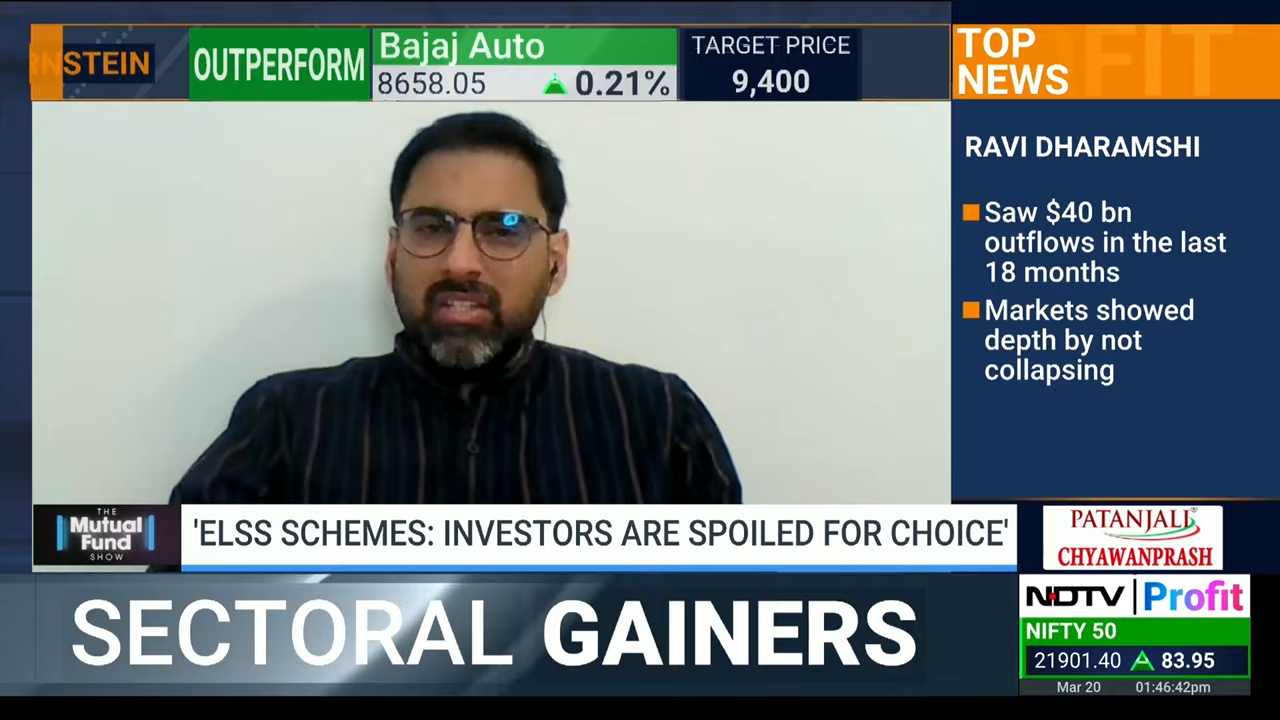 RNSTEIN
OUTPERFORM
Bajaj Auto
8658.05 0.21%
TARGET PRICE
9,400
TOP
NEWS
RAVI DHARAMSHI
Saw $40 bn
outflows in the last
18 months
Markets showed
depth by not
collapsing
THE
Mutual
Fund
SHOW
'ELSS SCHEMES: INVESTORS ARE SPOILED FOR CHOICE'
PATANJALI
CHYAWANPRASH
SECTORAL GAINERS
NDTV Profit
NIFTY 50
21901.40 83.95
Mar 20 01:46:42pm